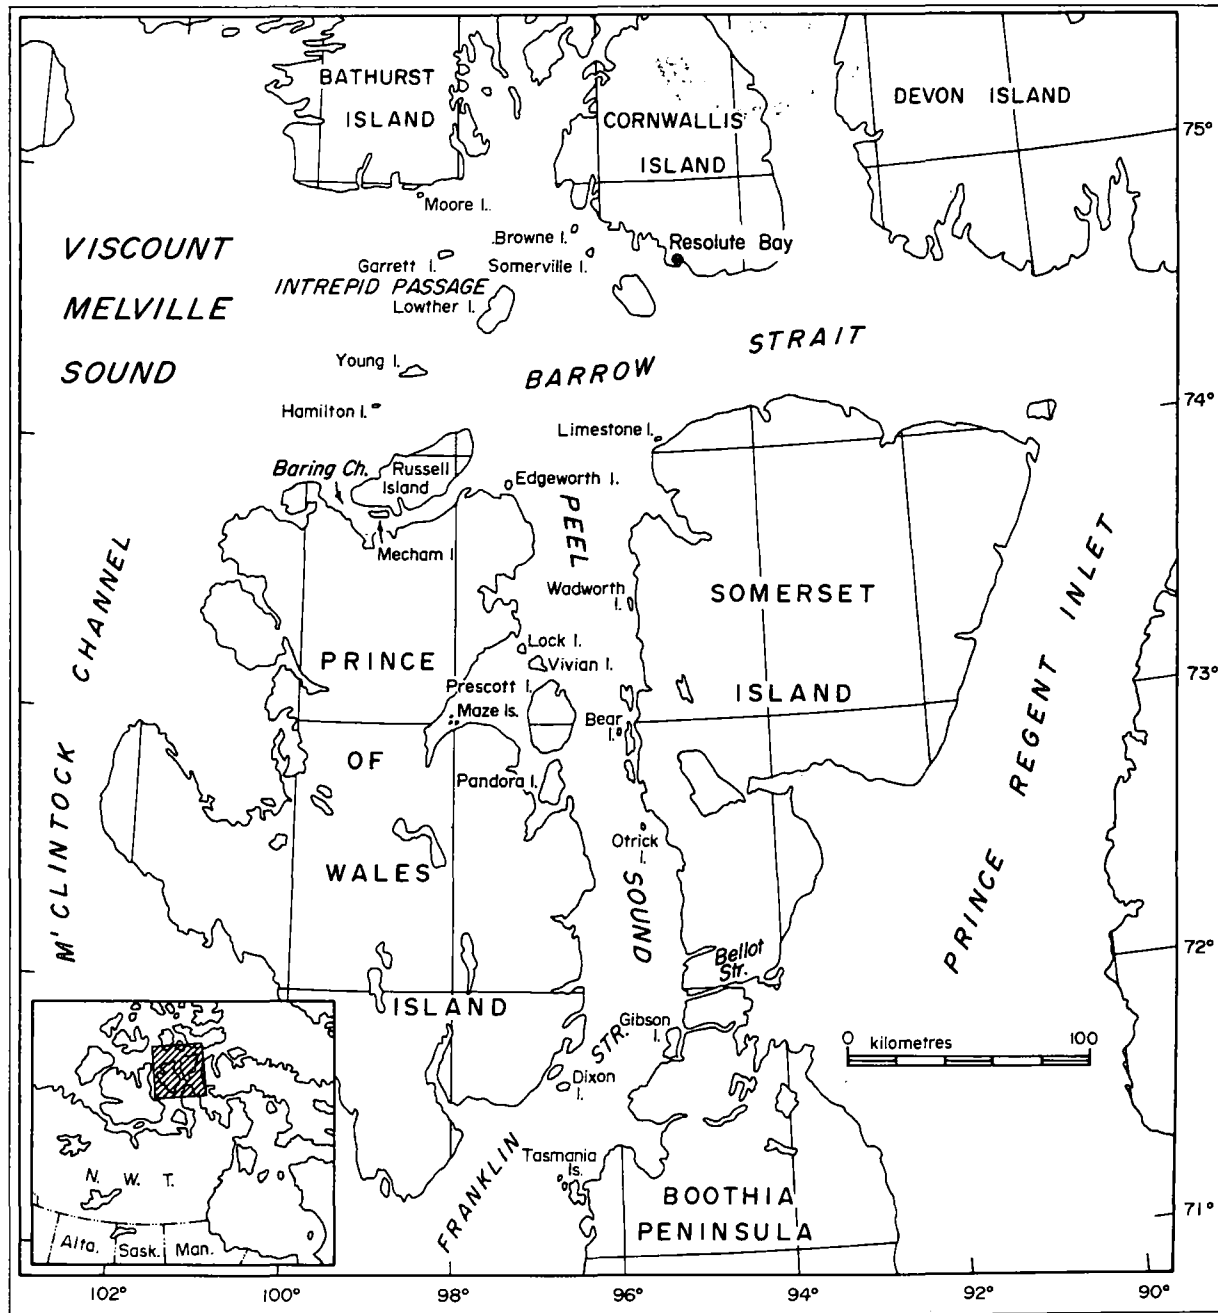 BATHURST
ISLAND
CORNWALLIS
ISLAND
DEVON ISLAND
75°
Moore I..
.Browne I.
Resolute Bay
VISCOUNT
MELVILLE
SOUND
Garrett I.
Somerville I.
INTREPID PASSAGE
Lowther I.
BARROW STRAIT
Young I.
Hamilton I.
74°
Limestone I.
Baring Ch.
Russell
Island
Edgeworth I.
Mecham I
PEEL
SOUND
M'CLINTOCK CHANNEL
Wadworth
I.
SOMERSET
ISLAND
PRINCE REGENT INLET
Lock I.
Vivian I.
PRINCE
OF
WALES
ISLAND
Prescott I.
Maze Is.
Bear
I.
73°
Pandora I.
Otrick
I.
72°
Bellot
Str.
Gibson
I.
FRANKLIN STR.
Dixon
I.
0 kilometres 100
Tasmania
Is.
BOOTHIA
PENINSULA
71°
N. W. T.
Alta. Sask. Man.
102° 100° 98° 96° 94° 92° 90°